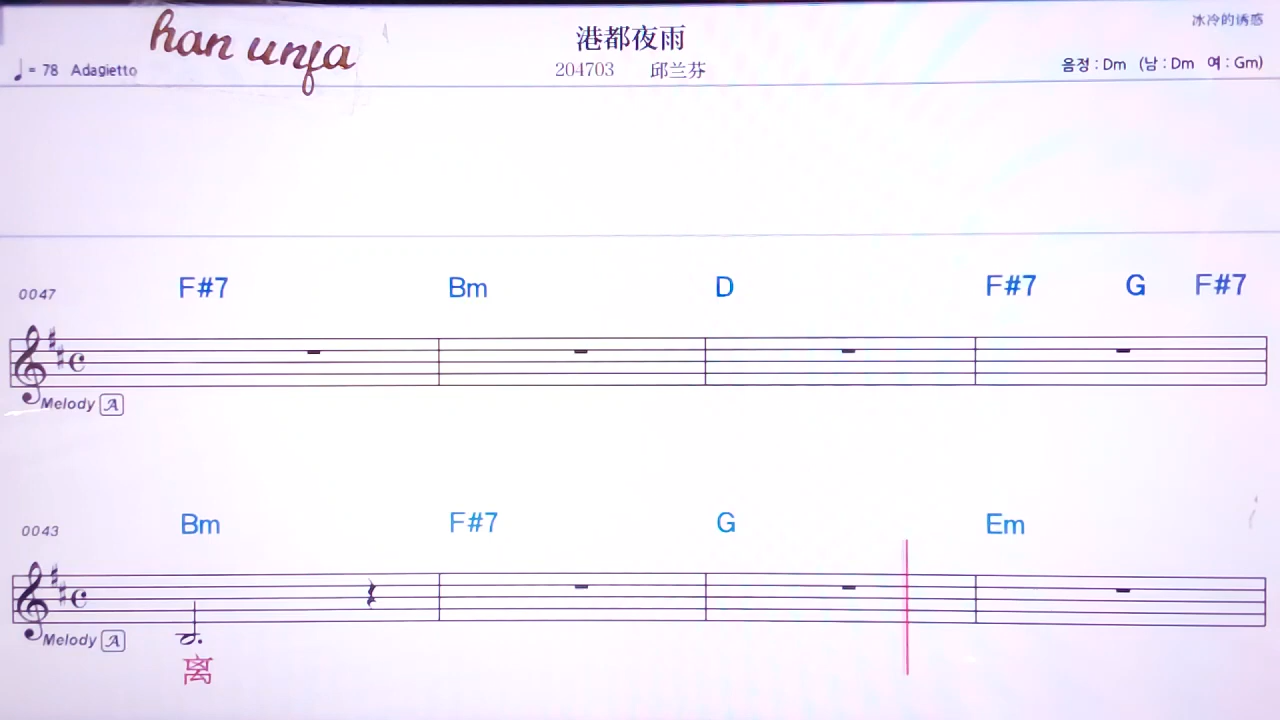 han unfa
港都夜雨
冰冷的诱惑
♩= 78 Adagietto
204703 邱兰芬
음정 : Dm (남 : Dm 여 : Gm)
0047 F#7 Bm D F#7 G F#7
Melody A
0043 Bm F#7 G Em
Melody A
离